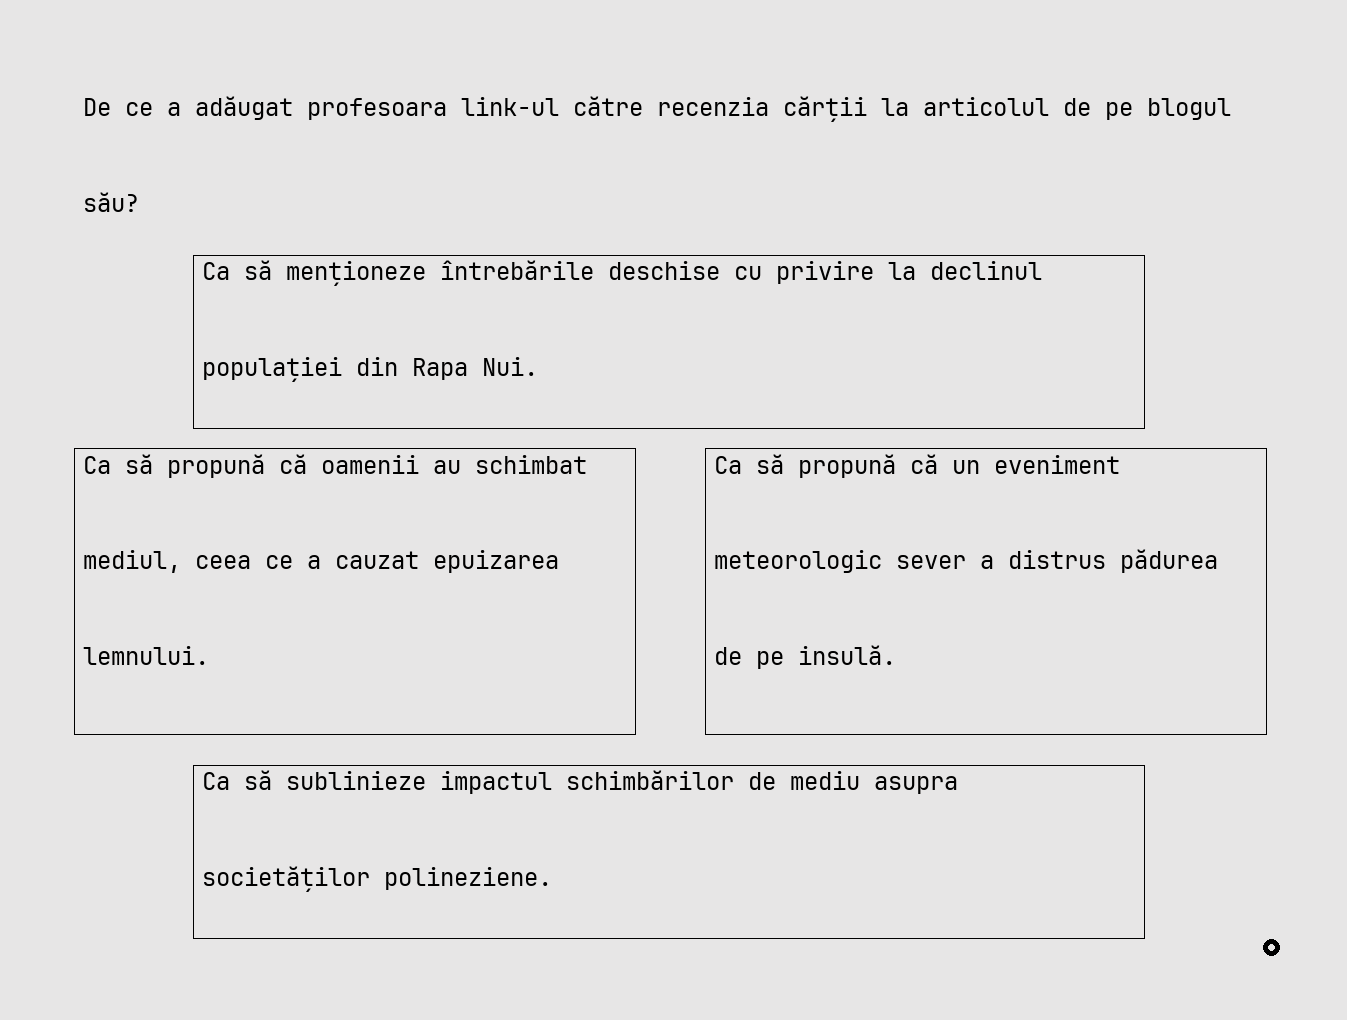 De ce a adăugat profesoara link-ul către recenzia cărții la articolul de pe blogul
său?
Ca să menționeze întrebările deschise cu privire la declinul
populației din Rapa Nui.
Ca să propună că oamenii au schimbat
mediul, ceea ce a cauzat epuizarea
lemnului.
Ca să propună că un eveniment
meteorologic sever a distrus pădurea
de pe insulă.
Ca să sublinieze impactul schimbărilor de mediu asupra
societăților polineziene.